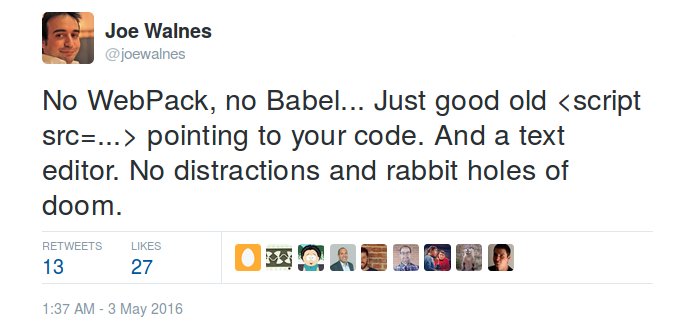 Joe Walnes
@joewalnes
No WebPack, no Babel... Just good old <script
src=...> pointing to your code. And a text
editor. No distractions and rabbit holes of
doom.
RETWEETS LIKES
13 27
1:37 AM - 3 May 2016